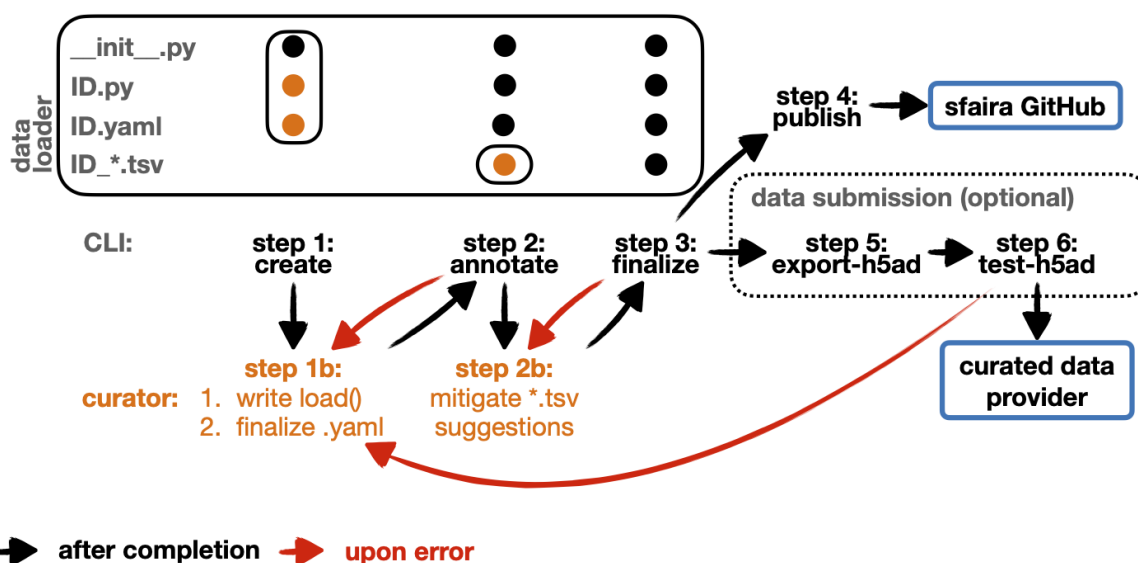 __init__.py
ID.py
ID.yaml
ID_*.tsv
data
loader
step 4:
publish
sfaira GitHub
data submission (optional)
CLI:
step 1:
create
step 2:
annotate
step 3:
finalize
step 5:
export-h5ad
step 6:
test-h5ad
step 1b:
curator:
1. write load()
2. finalize .yaml
step 2b:
mitigate *.tsv
suggestions
curated data
provider
after completion
upon error